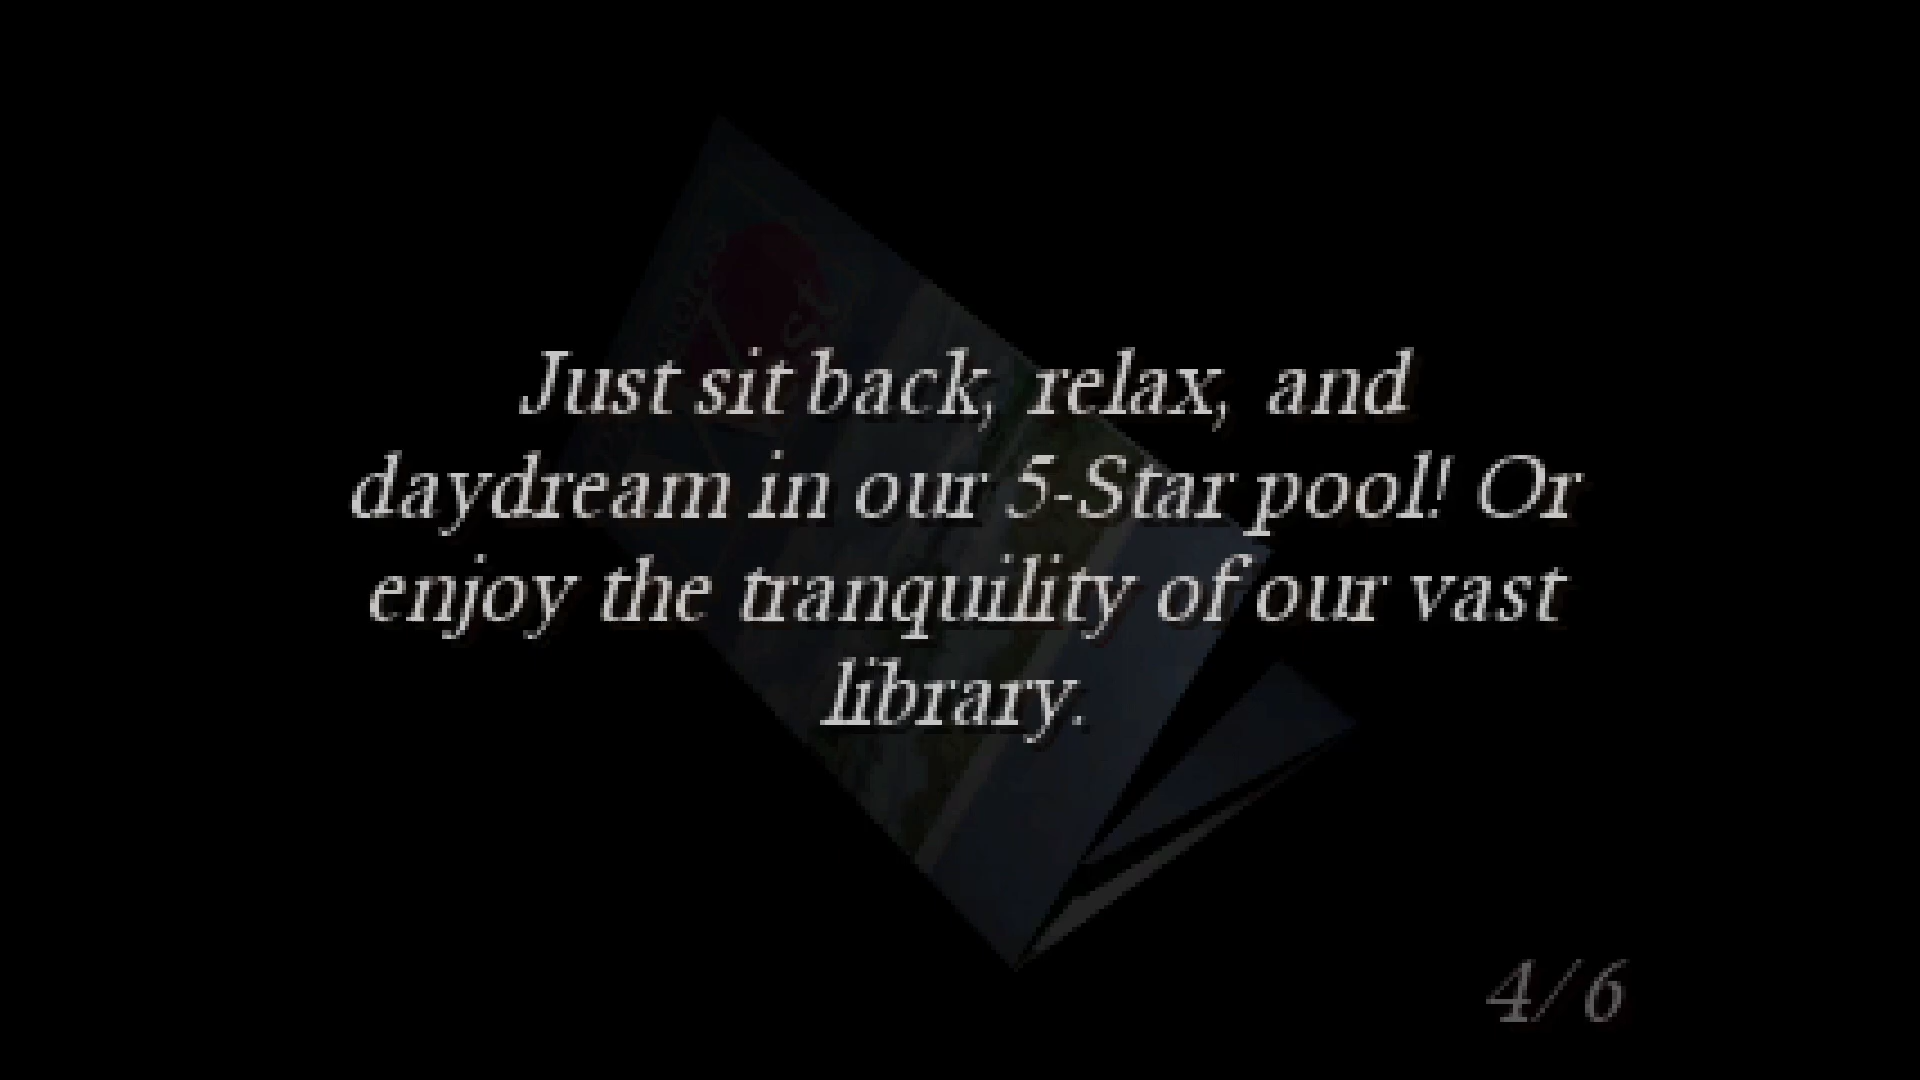 Just sit back, relax, and
daydream in our 5-Star pool! Or
enjoy the tranquility of our vast
library.
4/6